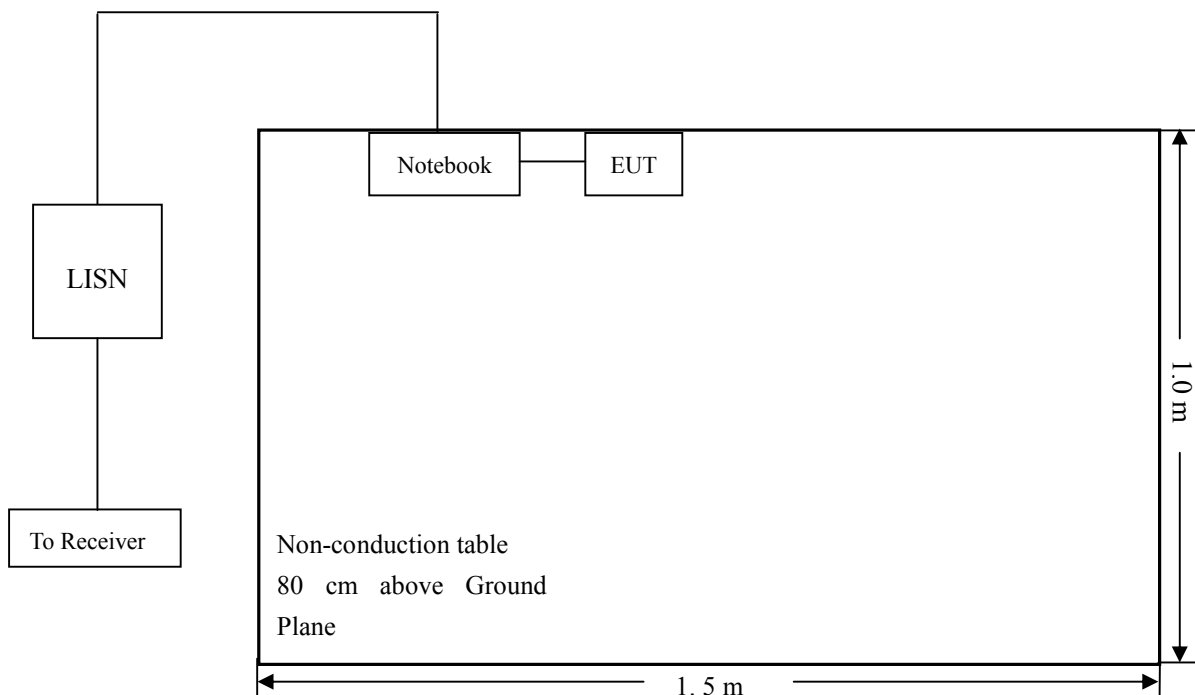 Notebook
EUT
LISN
1.0 m
To Receiver
Non-conduction table
80 cm above Ground
Plane
1. 5 m